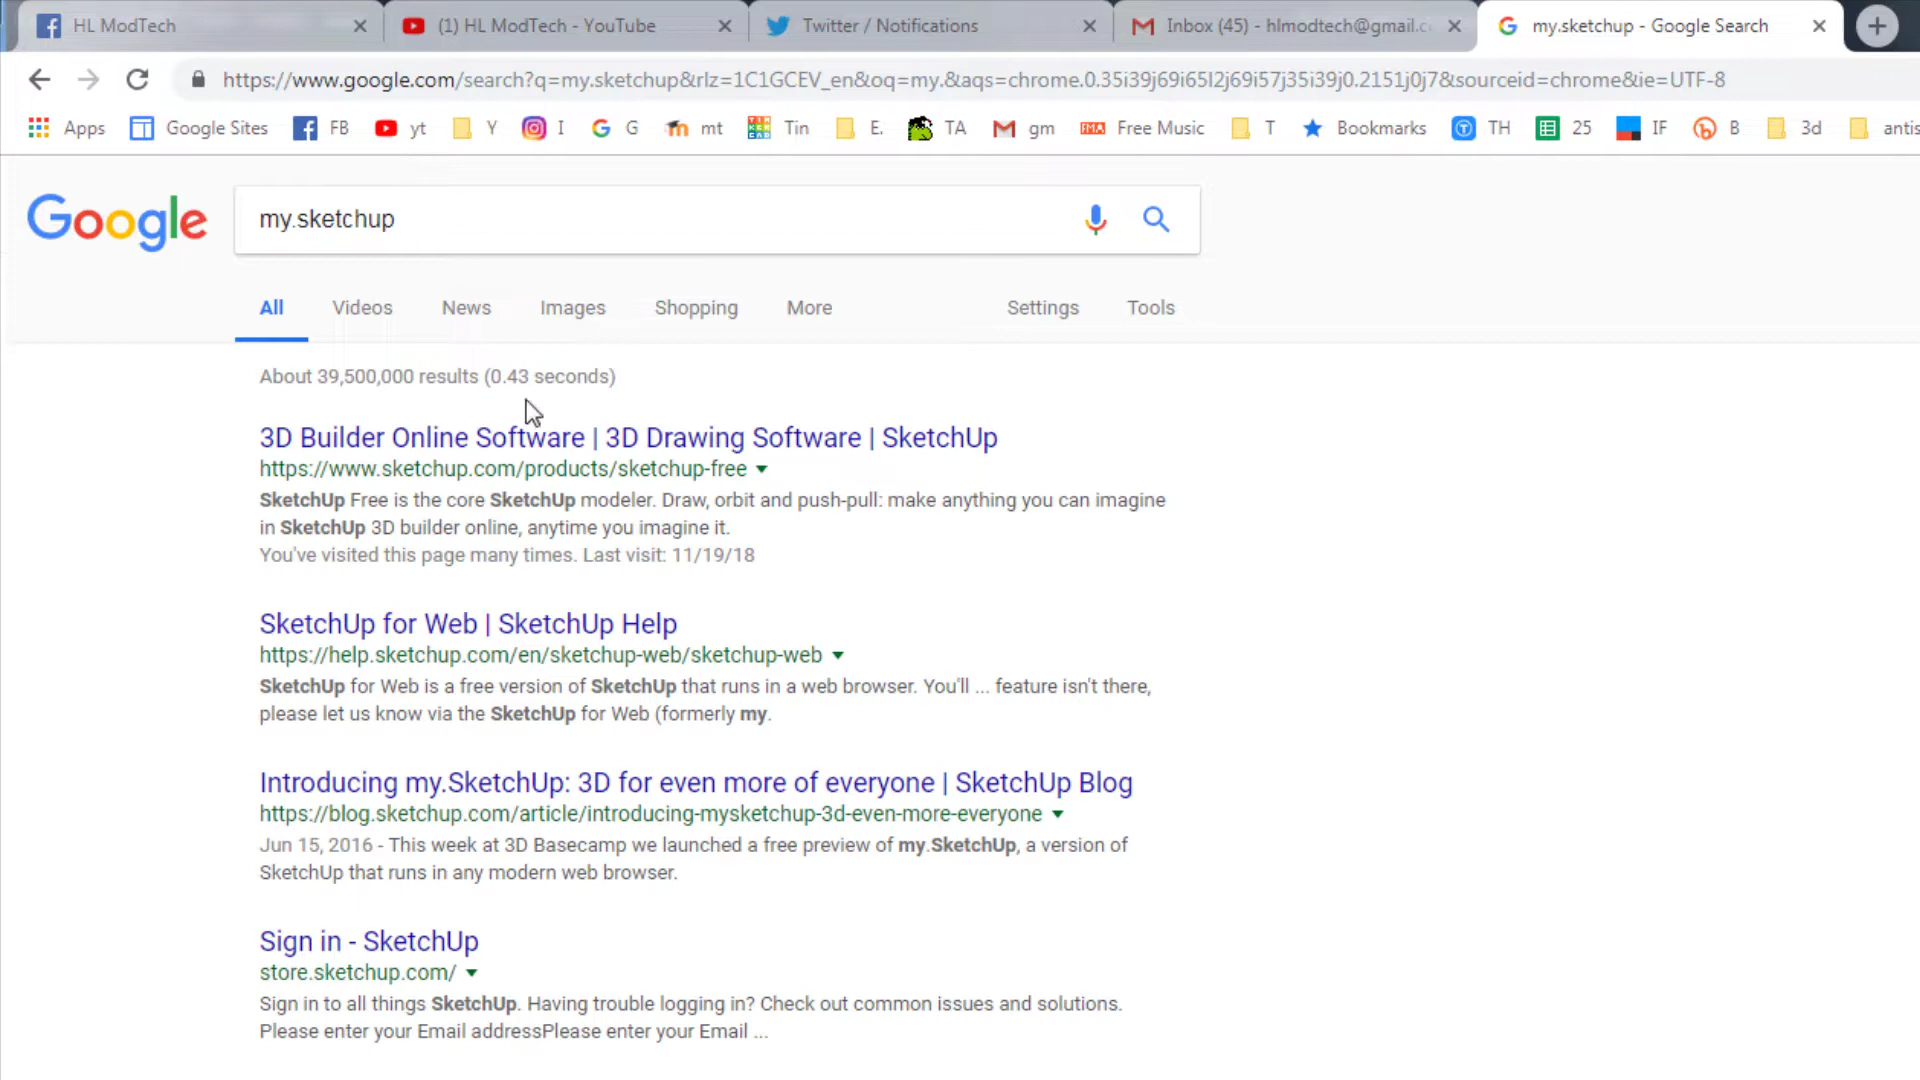 HL ModTech
(1) HL ModTech - YouTube
Twitter / Notifications
Inbox (45) - hlmodtech@gmail.c
my.sketchup - Google Search
https://www.google.com/search?q=my.sketchup&rlz=1C1GCEV_en&oq=my.&aqs=chrome.0.35i39j69i65l2j69i57j35i39j0.2151j0j7&sourceid=chrome&ie=UTF-8
Apps Google Sites FB yt Y I G mt Tin E. TA gm Free Music T Bookmarks TH 25 IF B 3d antis
Google
my.sketchup
All Videos News Images Shopping More Settings Tools
About 39,500,000 results (0.43 seconds)
3D Builder Online Software | 3D Drawing Software | SketchUp
https://www.sketchup.com/products/sketchup-free
SketchUp Free is the core SketchUp modeler. Draw, orbit and push-pull: make anything you can imagine
in SketchUp 3D builder online, anytime you imagine it.
You've visited this page many times. Last visit: 11/19/18
SketchUp for Web | SketchUp Help
https://help.sketchup.com/en/sketchup-web/sketchup-web
SketchUp for Web is a free version of SketchUp that runs in a web browser. You'll ... feature isn't there,
please let us know via the SketchUp for Web (formerly my.
Introducing my.SketchUp: 3D for even more of everyone | SketchUp Blog
https://blog.sketchup.com/article/introducing-mysketchup-3d-even-more-everyone
Jun 15, 2016 - This week at 3D Basecamp we launched a free preview of my.SketchUp, a version of
SketchUp that runs in any modern web browser.
Sign in - SketchUp
store.sketchup.com/
Sign in to all things SketchUp. Having trouble logging in? Check out common issues and solutions.
Please enter your Email addressPlease enter your Email ...